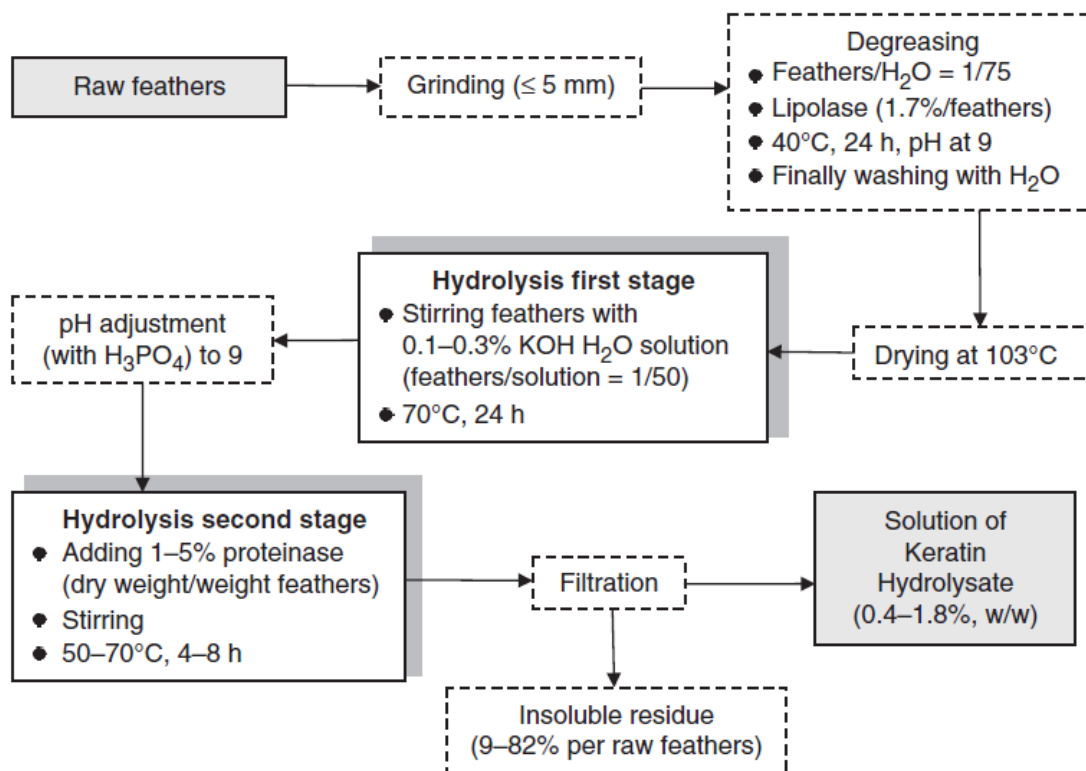 Raw feathers
Grinding (≤ 5 mm)
Degreasing
● Feathers/H₂O = 1/75
● Lipolase (1.7%/feathers)
● 40°C, 24 h, pH at 9
● Finally washing with H₂O
Drying at 103°C
Hydrolysis first stage
● Stirring feathers with
0.1–0.3% KOH H₂O solution
(feathers/solution = 1/50)
● 70°C, 24 h
pH adjustment
(with H₃PO₄) to 9
Hydrolysis second stage
● Adding 1–5% proteinase
(dry weight/weight feathers)
● Stirring
● 50–70°C, 4–8 h
Filtration
Solution of
Keratin
Hydrolysate
(0.4–1.8%, w/w)
Insoluble residue
(9–82% per raw feathers)